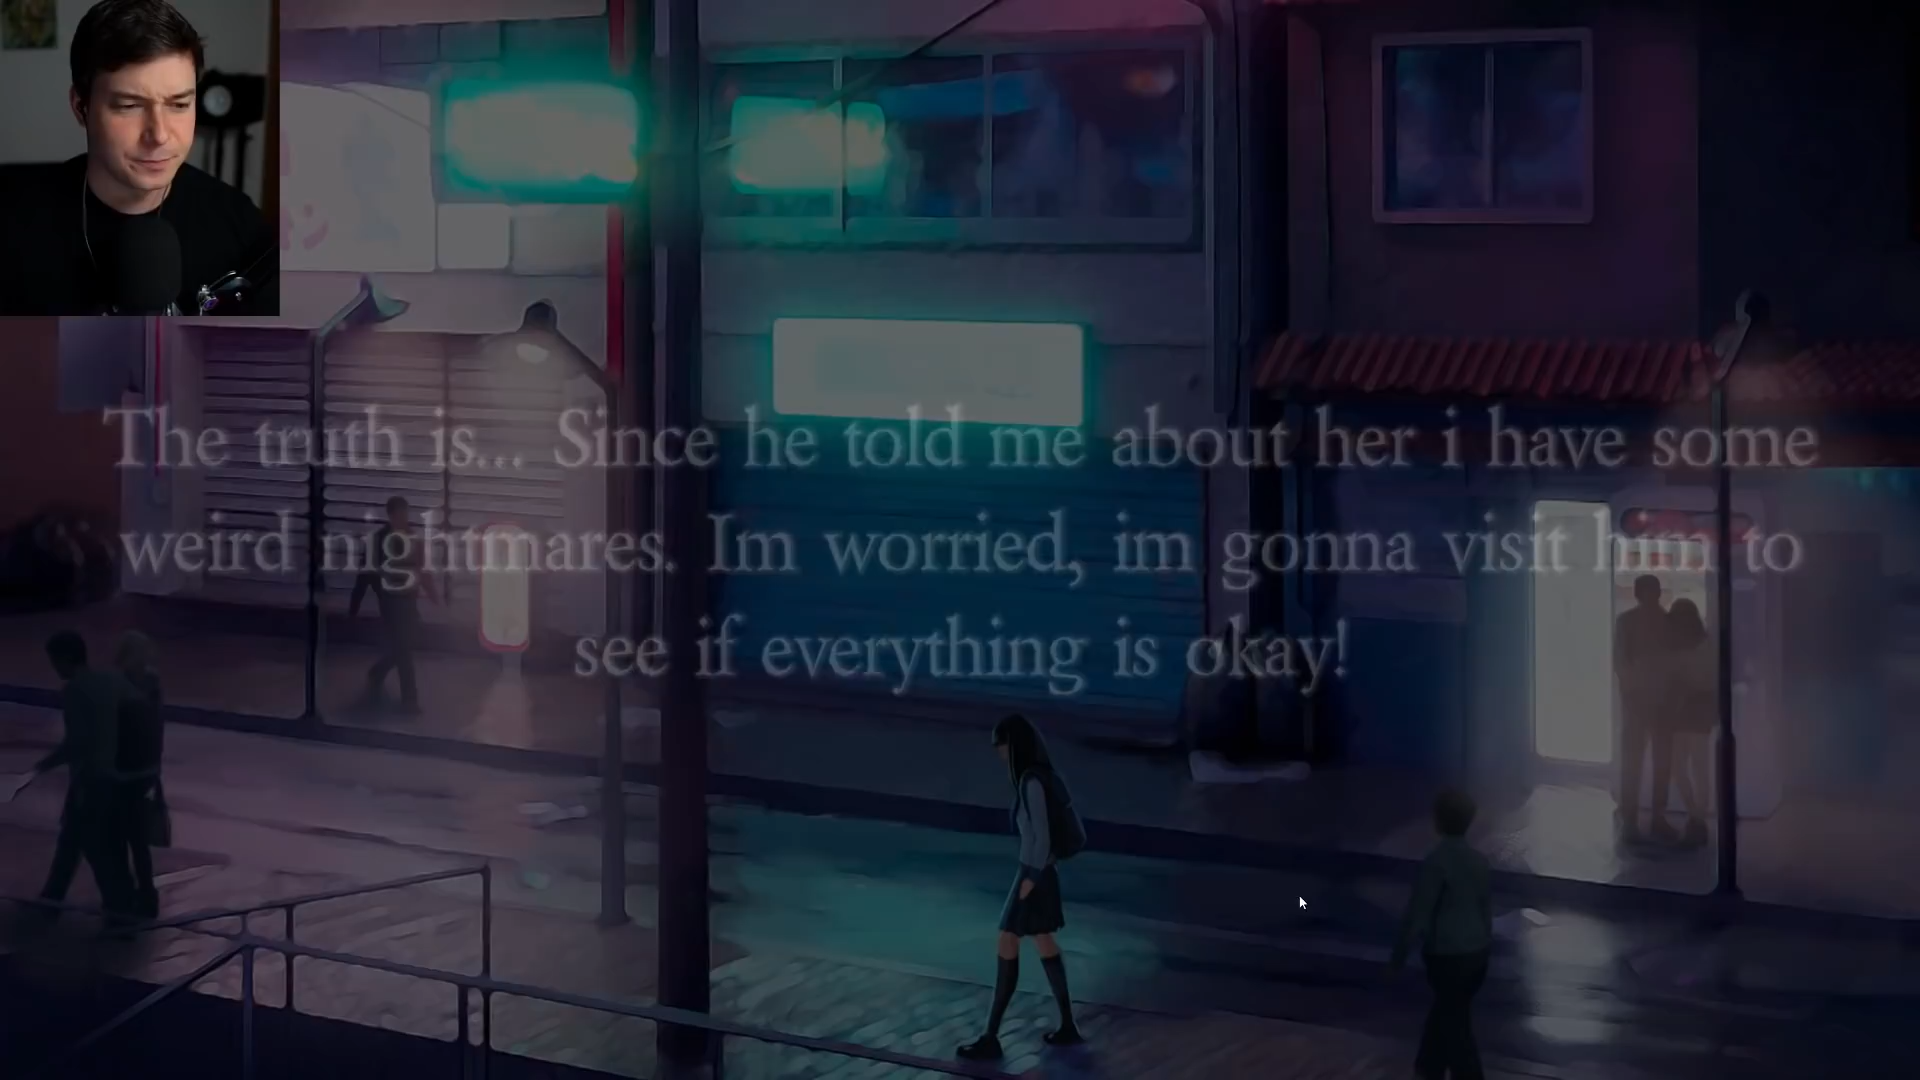 The truth is... Since he told me about her i have some
weird nightmares. Im worried, im gonna visit him to
see if everything is okay!